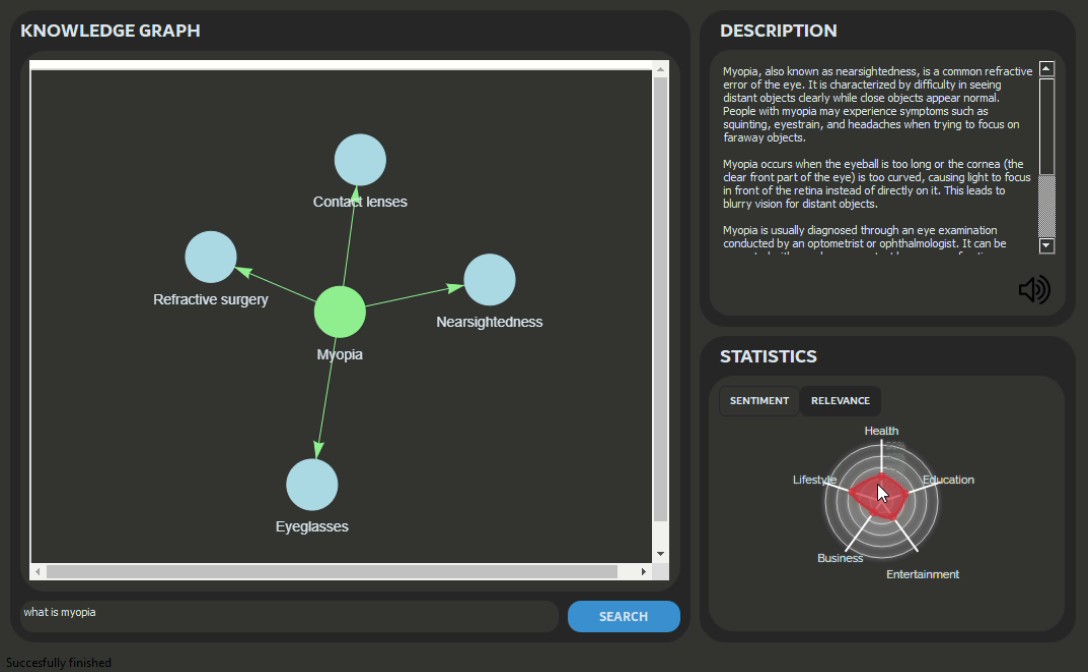 KNOWLEDGE GRAPH
Contact lenses
Refractive surgery
Nearsightedness
Myopia
Eyeglasses
what is myopia
SEARCH
Succesfully finished
DESCRIPTION
Myopia, also known as nearsightedness, is a common refractive
error of the eye. It is characterized by difficulty in seeing
distant objects clearly while close objects appear normal.
People with myopia may experience symptoms such as
squinting, eyestrain, and headaches when trying to focus on
faraway objects.
Myopia occurs when the eyeball is too long or the cornea (the
clear front part of the eye) is too curved, causing light to focus
in front of the retina instead of directly on it. This leads to
blurry vision for distant objects.
Myopia is usually diagnosed through an eye examination
conducted by an optometrist or ophthalmologist. It can be
STATISTICS
SENTIMENT
RELEVANCE
Health
Lifestyle
Education
Business
Entertainment